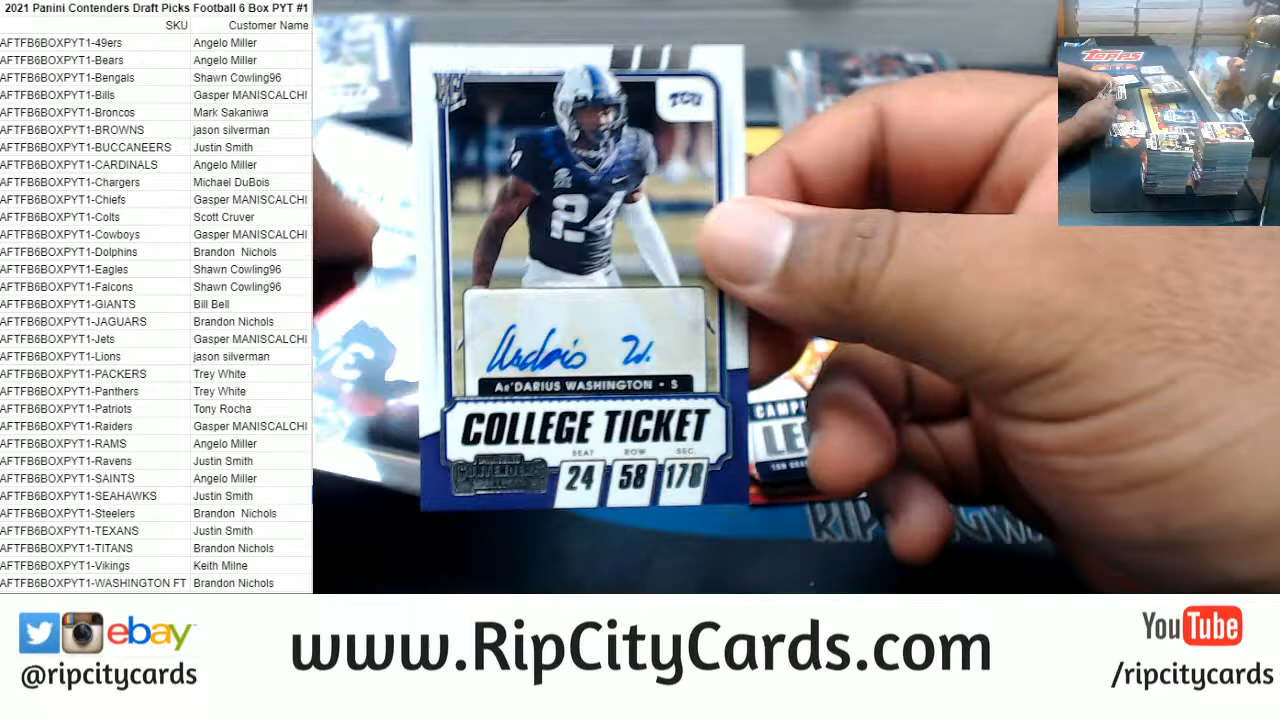 2021 Panini Contenders Draft Picks Football 6 Box PYT #1
SKU Customer Name
AFTFB6BOXPYT1-49ers Angelo Miller
AFTFB6BOXPYT1-Bears Angelo Miller
AFTFB6BOXPYT1-Bengals Shawn Cowling96
AFTFB6BOXPYT1-Bills Gasper MANISCALCHI
AFTFB6BOXPYT1-Broncos Mark Sakaniwa
AFTFB6BOXPYT1-BROWNS jason silverman
AFTFB6BOXPYT1-BUCCANEERS Justin Smith
AFTFB6BOXPYT1-CARDINALS Angelo Miller
AFTFB6BOXPYT1-Chargers Michael DuBois
AFTFB6BOXPYT1-Chiefs Gasper MANISCALCHI
AFTFB6BOXPYT1-Colts Scott Cruver
AFTFB6BOXPYT1-Cowboys Gasper MANISCALCHI
AFTFB6BOXPYT1-Dolphins Brandon Nichols
AFTFB6BOXPYT1-Eagles Shawn Cowling96
AFTFB6BOXPYT1-Falcons Shawn Cowling96
AFTFB6BOXPYT1-GIANTS Bill Bell
AFTFB6BOXPYT1-JAGUARS Brandon Nichols
AFTFB6BOXPYT1-Jets Gasper MANISCALCHI
AFTFB6BOXPYT1-Lions jason silverman
AFTFB6BOXPYT1-PACKERS Trey White
AFTFB6BOXPYT1-Panthers Trey White
AFTFB6BOXPYT1-Patriots Tony Rocha
AFTFB6BOXPYT1-Raiders Gasper MANISCALCHI
AFTFB6BOXPYT1-RAMS Angelo Miller
AFTFB6BOXPYT1-Ravens Justin Smith
AFTFB6BOXPYT1-SAINTS Angelo Miller
AFTFB6BOXPYT1-SEAHAWKS Justin Smith
AFTFB6BOXPYT1-Steelers Brandon Nichols
AFTFB6BOXPYT1-TEXANS Justin Smith
AFTFB6BOXPYT1-TITANS Brandon Nichols
AFTFB6BOXPYT1-Vikings Keith Milne
AFTFB6BOXPYT1-WASHINGTON FT Brandon Nichols
TCU
24
Ar'DARIUS WASHINGTON • S
COLLEGE TICKET
SEAT ROW SEC
24 58 178
CONTENDERS
Topps
ebay
@ripcitycards
www.RipCityCards.com
YouTube
/ripcitycards